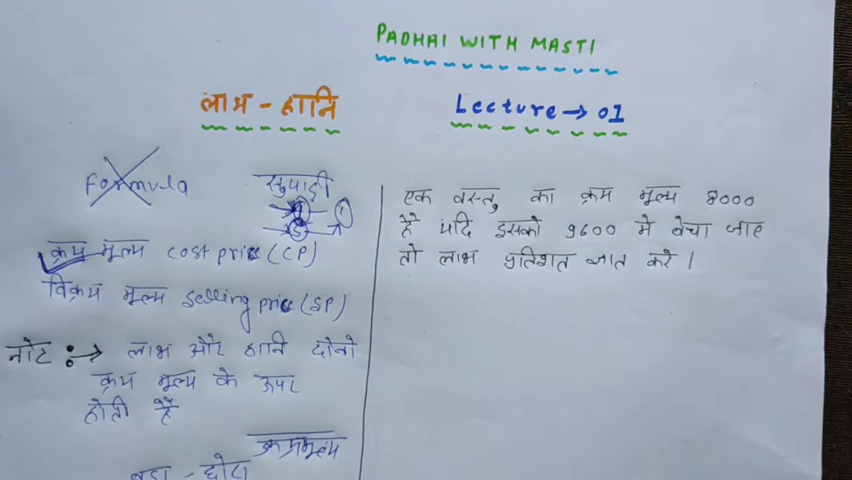 PADHAI WITH MASTI
लाभ - हानि
Lecture → 01
Formula
सुपाड़ी
क्रय मूल्य cost price (CP)
विक्रय मूल्य selling price (SP)
नोट :→ लाभ और हानि दोनो
क्रय मूल्य के ऊपर
होती है
क्रयमूल्य
बड़ा - छोटा
एक वस्तु का क्रय मूल्य 8000
है यदि इसको 9600 मे बेचा जाए
तो लाभ प्रतिशत ज्ञात करे।